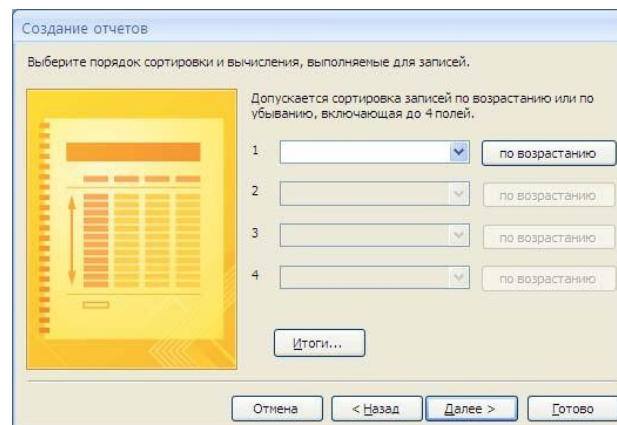 Создание отчетов
Выберите порядок сортировки и вычисления, выполняемые для записей.
Допускается сортировка записей по возрастанию или по
убыванию, включающая до 4 полей.
1 по возрастанию
2 по возрастанию
3 по возрастанию
4 по возрастанию
Итоги...
Отмена < Назад Далее > Готово